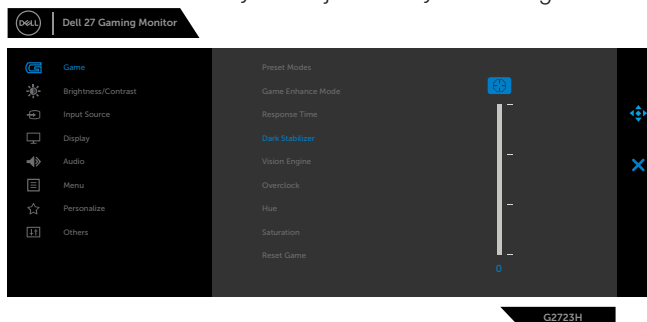 DELL
Dell 27 Gaming Monitor
Game
Brightness/Contrast
Input Source
Display
Audio
Menu
Personalize
Others
Preset Modes
Game Enhance Mode
Response Time
Dark Stabilizer
Vision Engine
Overclock
Hue
Saturation
Reset Game
0
G2723H